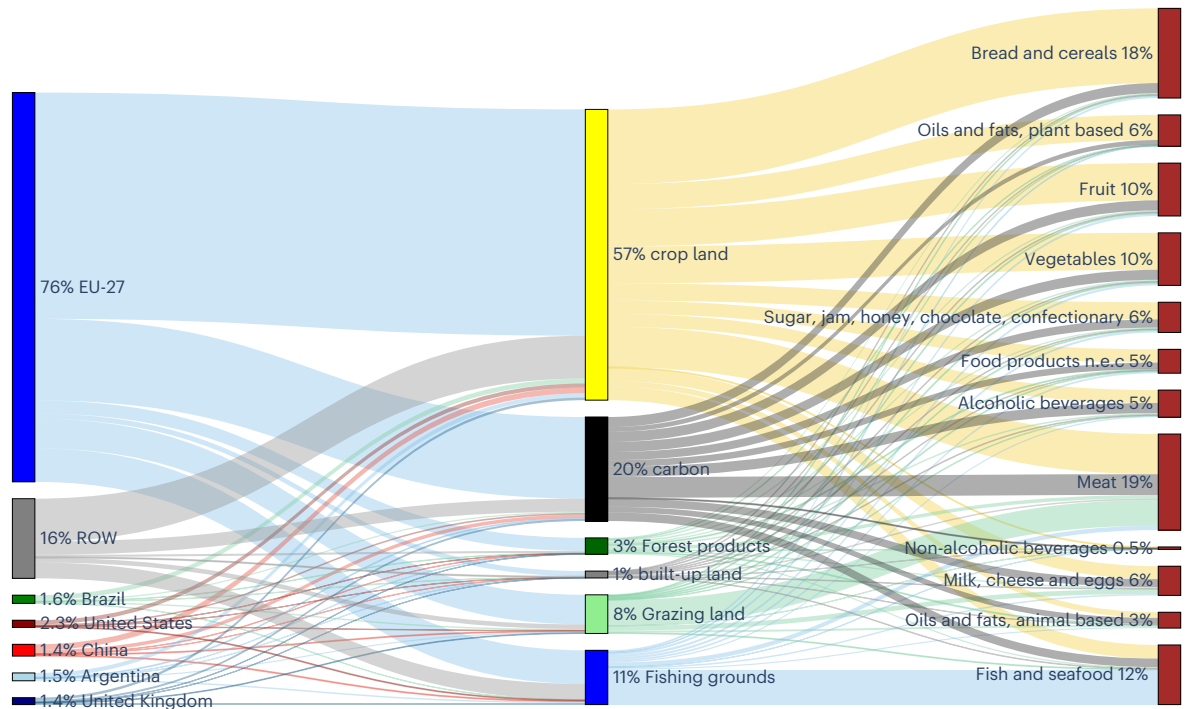 76% EU-27
16% ROW
1.6% Brazil
2.3% United States
1.4% China
1.5% Argentina
1.4% United Kingdom
57% crop land
20% carbon
3% Forest products
1% built-up land
8% Grazing land
11% Fishing grounds
Bread and cereals 18%
Oils and fats, plant based 6%
Fruit 10%
Vegetables 10%
Sugar, jam, honey, chocolate, confectionary 6%
Food products n.e.c 5%
Alcoholic beverages 5%
Meat 19%
Non-alcoholic beverages 0.5%
Milk, cheese and eggs 6%
Oils and fats, animal based 3%
Fish and seafood 12%